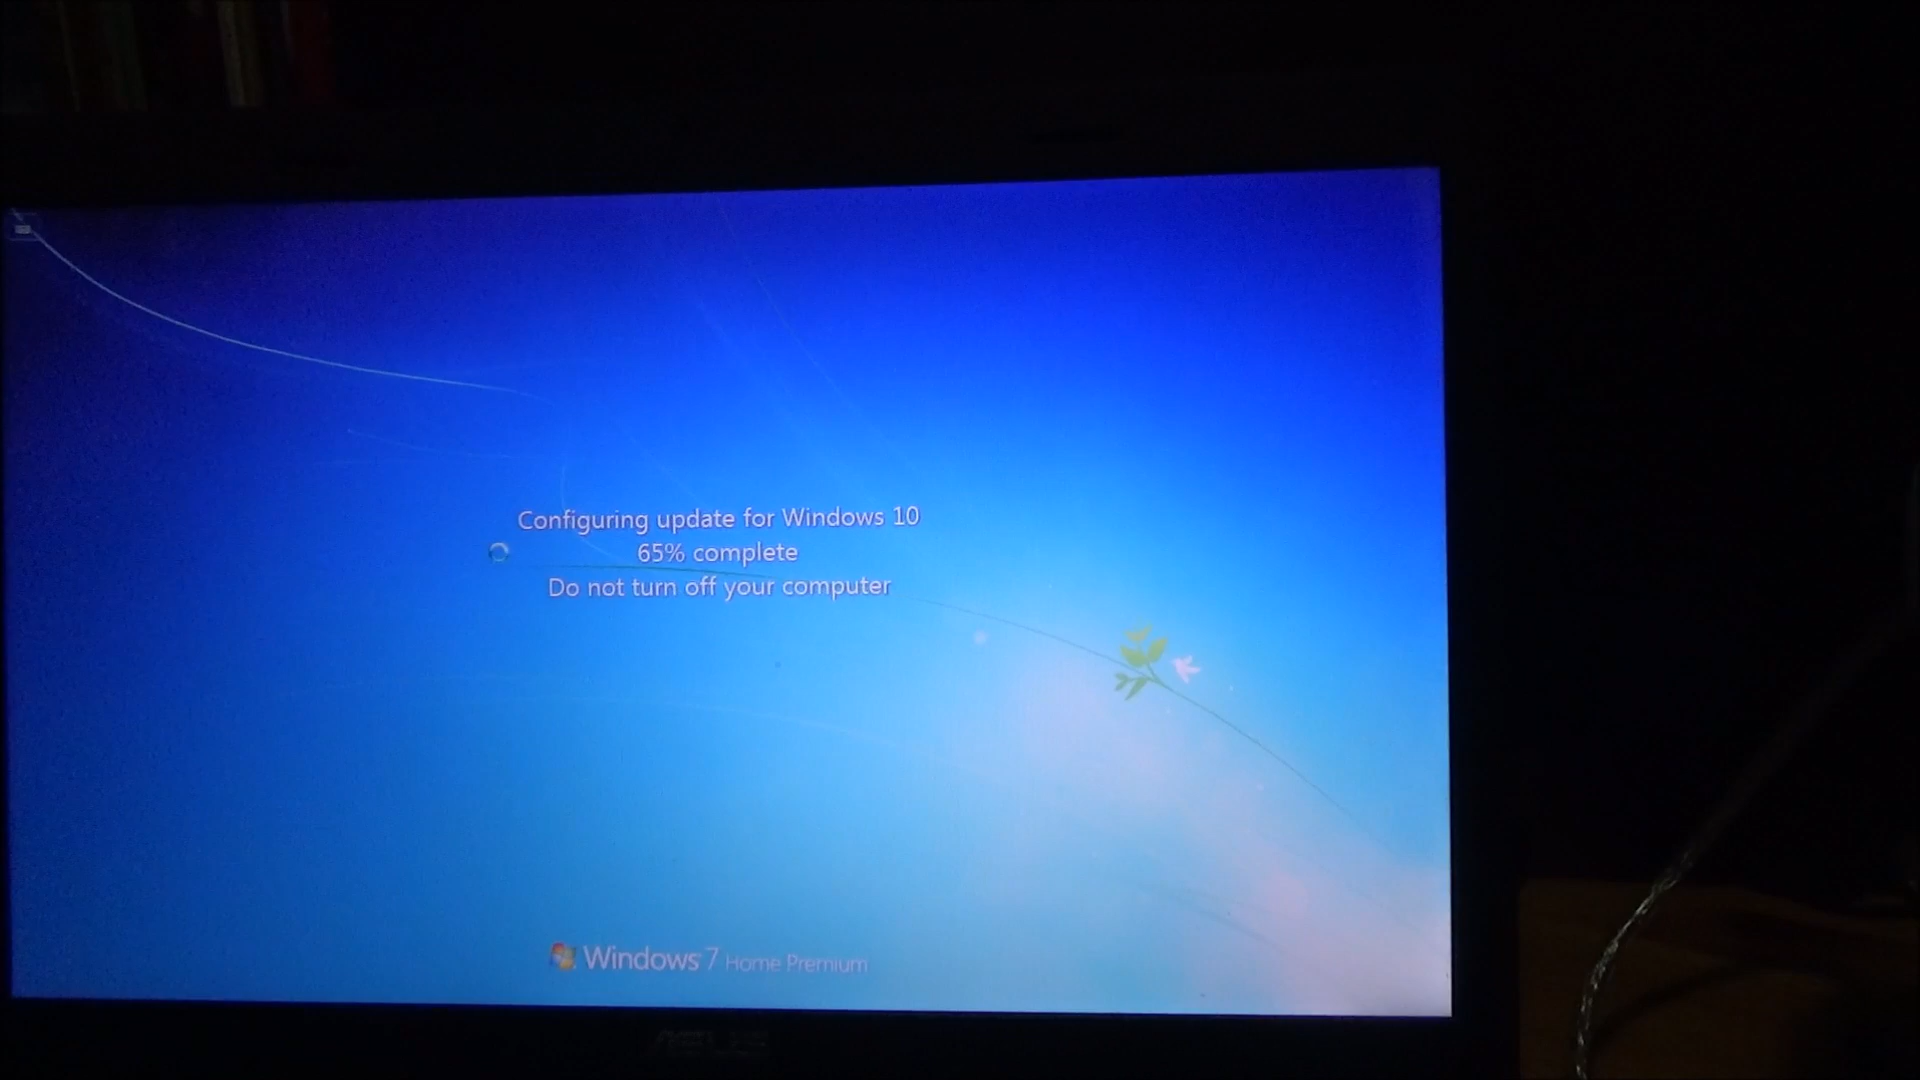 Configuring update for Windows 10
65% complete
Do not turn off your computer
Windows 7 Home Premium